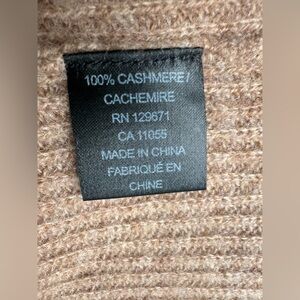 100% CASHMERE/
CACHEMIRE
RN 129671
CA 11055
MADE IN CHINA
FABRIQUÉ EN
CHINE